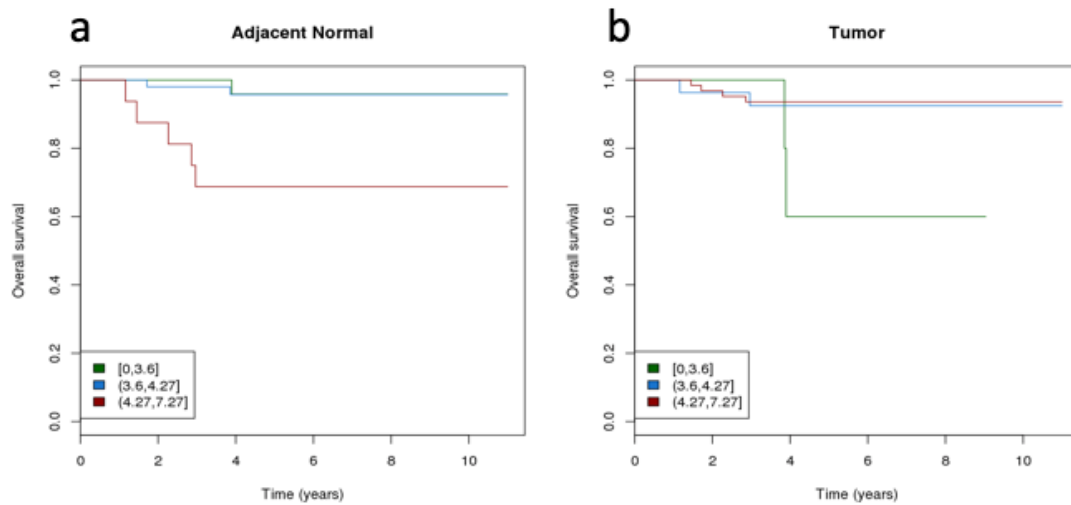 a
Adjacent Normal
Overall survival
1.0
0.8
0.6
0.4
0.2
0.0
[0,3.6]
(3.6,4.27]
(4.27,7.27]
0 2 4 6 8 10
Time (years)
b
Tumor
Overall survival
1.0
0.8
0.6
0.4
0.2
0.0
[0,3.6]
(3.6,4.27]
(4.27,7.27]
0 2 4 6 8 10
Time (years)